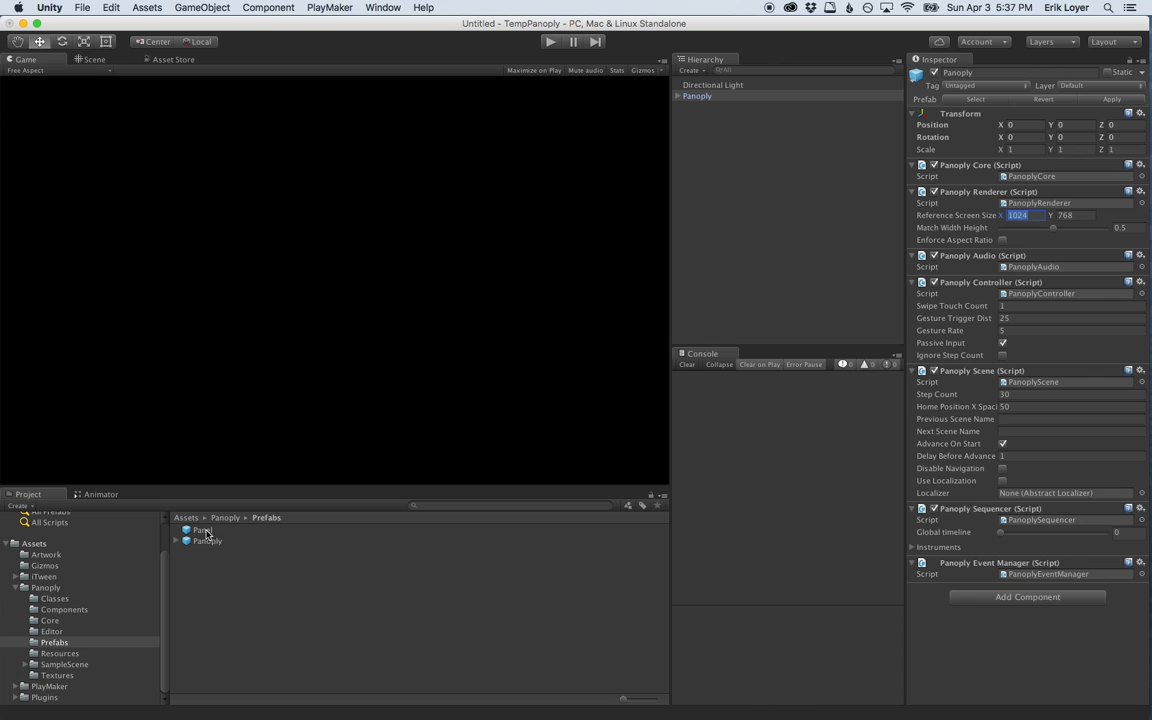 Unity File Edit Assets GameObject Component PlayMaker Window Help Sun Apr 3 5:37 PM Erik Loyer
Untitled - TempPanoply - PC, Mac & Linux Standalone
Center Local Account Layers Layout
Game Scene Asset Store
Free Aspect Maximize on Play Mute audio Stats Gizmos
Hierarchy
Create All
Directional Light
Panoply
Console
Clear Collapse Clear on Play Error Pause 0 0 0
Inspector
Panoply Static
Tag Untagged Layer Default
Prefab Select Revert Apply
Transform
Position X 0 Y 0 Z 0
Rotation X 0 Y 0 Z 0
Scale X 1 Y 1 Z 1
Panoply Core (Script)
Script PanoplyCore
Panoply Renderer (Script)
Script PanoplyRenderer
Reference Screen Size X 1024 Y 768
Match Width Height 0.5
Enforce Aspect Ratio
Panoply Audio (Script)
Script PanoplyAudio
Panoply Controller (Script)
Script PanoplyController
Swipe Touch Count 1
Gesture Trigger Dist 25
Gesture Rate 5
Passive Input
Ignore Step Count
Panoply Scene (Script)
Script PanoplyScene
Step Count 30
Home Position X Spaci 50
Previous Scene Name
Next Scene Name
Advance On Start
Delay Before Advance 1
Disable Navigation
Use Localization
Localizer None (Abstract Localizer)
Panoply Sequencer (Script)
Script PanoplySequencer
Global timeline 0
Instruments
Panoply Event Manager (Script)
Script PanoplyEventManager
Add Component
Project Animator
Create
All Prefabs
All Scripts
Assets
Artwork
Gizmos
iTween
Panoply
Classes
Components
Core
Editor
Prefabs
Resources
SampleScene
Textures
PlayMaker
Plugins
Assets Panoply Prefabs
Panel
Panoply